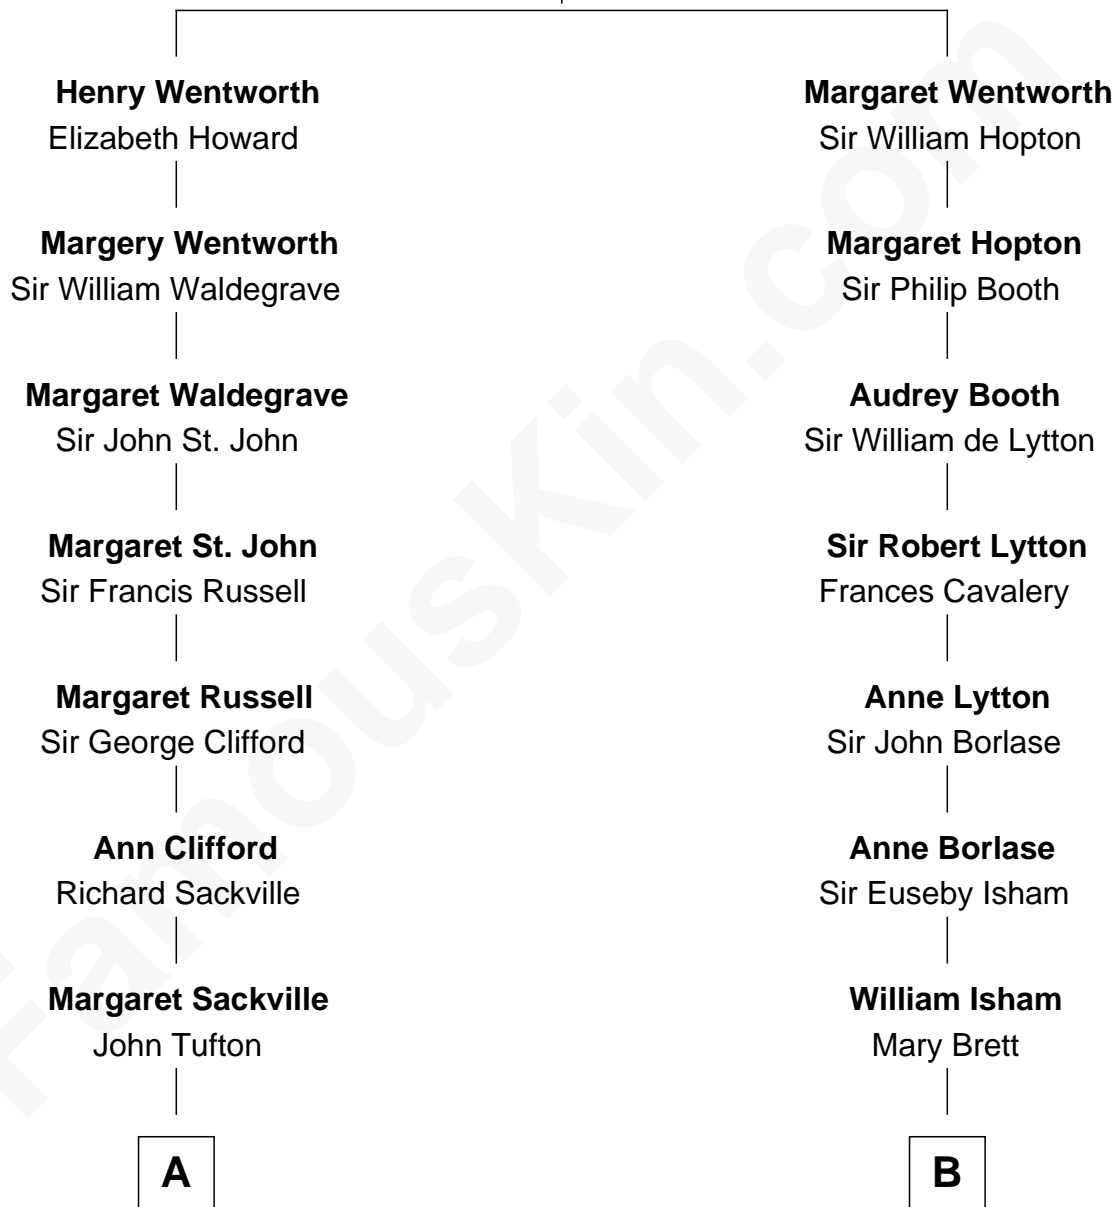 Henry Wentworth
Elizabeth Howard
Margery Wentworth
Sir William Waldegrave
Margaret Waldegrave
Sir John St. John
Margaret St. John
Sir Francis Russell
Margaret Russell
Sir George Clifford
Ann Clifford
Richard Sackville
Margaret Sackville
John Tufton
A
Margaret Wentworth
Sir William Hopton
Margaret Hopton
Sir Philip Booth
Audrey Booth
Sir William de Lytton
Sir Robert Lytton
Frances Cavalery
Anne Lytton
Sir John Borlase
Anne Borlase
Sir Euseby Isham
William Isham
Mary Brett
B
FamousKin.com